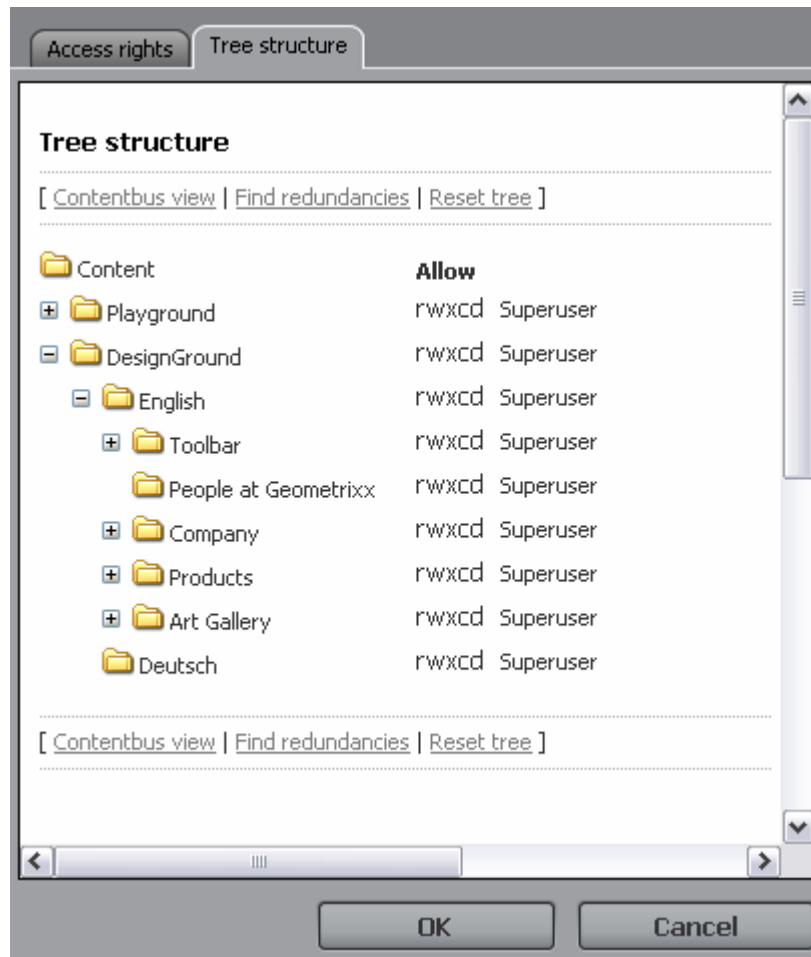 Access rights Tree structure
Tree structure
[ Contentbus view | Find redundancies | Reset tree ]
Content Allow
Playground rwxcd Superuser
DesignGround rwxcd Superuser
English rwxcd Superuser
Toolbar rwxcd Superuser
People at Geometrixx rwxcd Superuser
Company rwxcd Superuser
Products rwxcd Superuser
Art Gallery rwxcd Superuser
Deutsch rwxcd Superuser
[ Contentbus view | Find redundancies | Reset tree ]
OK Cancel